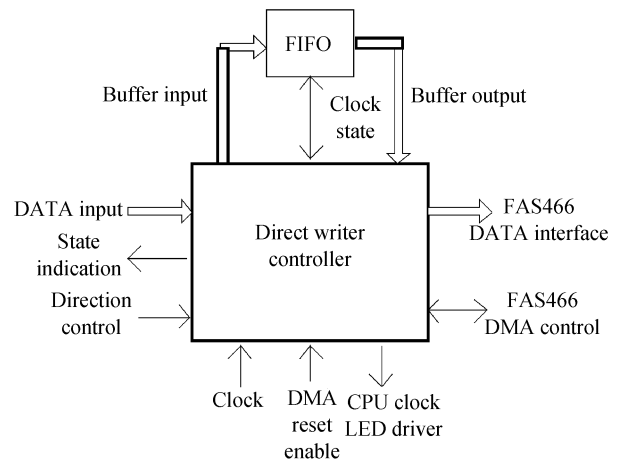 FIFO
Buffer input
Clock
state
Buffer output
DATA input
State
indication
Direction
control
Direct writer
controller
FAS466
DATA interface
FAS466
DMA control
Clock
DMA
reset
enable
CPU clock
LED driver